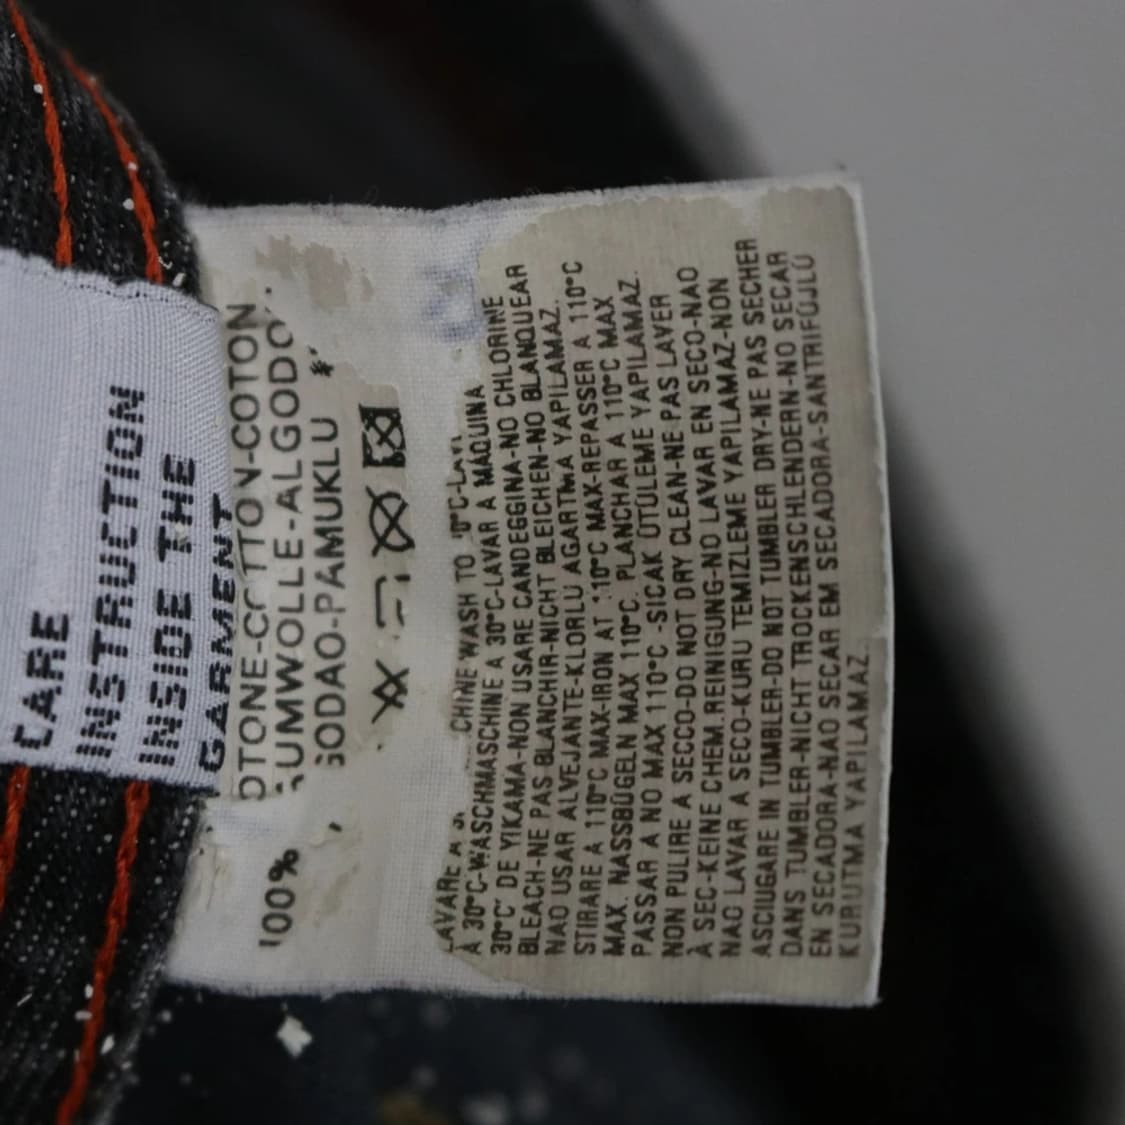 CARE
INSTRUCTION
INSIDE THE
GARMENT
100%
OTONE-COTTON-COTON
UMWOLLE-ALGODO
GODAO-PAMUKLU
LAVARE A CHINE WASH TO 0°C-LAV
À 30°C-WASCHMASCHINE A 30°C-LAVAR A MÁQUINA
30°C' DE YIKAMA-NON USARE CANDEGGINA-NO CHLORINE
BLEACH-NE PAS BLANCHIR-NICHT BLEICHEN-NO BLANQUEAR
NAO USAR ALVEJANTE-KLORLU AGARTMA YAPILAMAZ.
STIRARE A 110°C MAX-IRON AT 110°C MAX-REPASSER A 110°C
MAX. NASSBÜGELN MAX 110°C. PLANCHAR A 110°C MAX
PASSAR A NO MAX 110°C -SICAK ÜTÜLEME YAPILAMAZ.
NON PULIRE A SECCO-DO NOT DRY CLEAN-NE PAS LAVER
À SEC-KEINE CHEM.REINIGUNG-NO LAVAR EN SECO-NAO
NAO LAVAR A SECO-KURU TEMIZLEME YAPILAMAZ-NON
ASCIUGARE IN TUMBLER-DO NOT TUMBLER DRY-NE PAS SECHER
DANS TUMBLER-NICHT TROCKENSCHLENDERN-NO SECAR
EN SECADORA-NAO SECAR EM SECADORA-SANTRIFÜJLÜ
KURUTMA YAPILAMAZ.